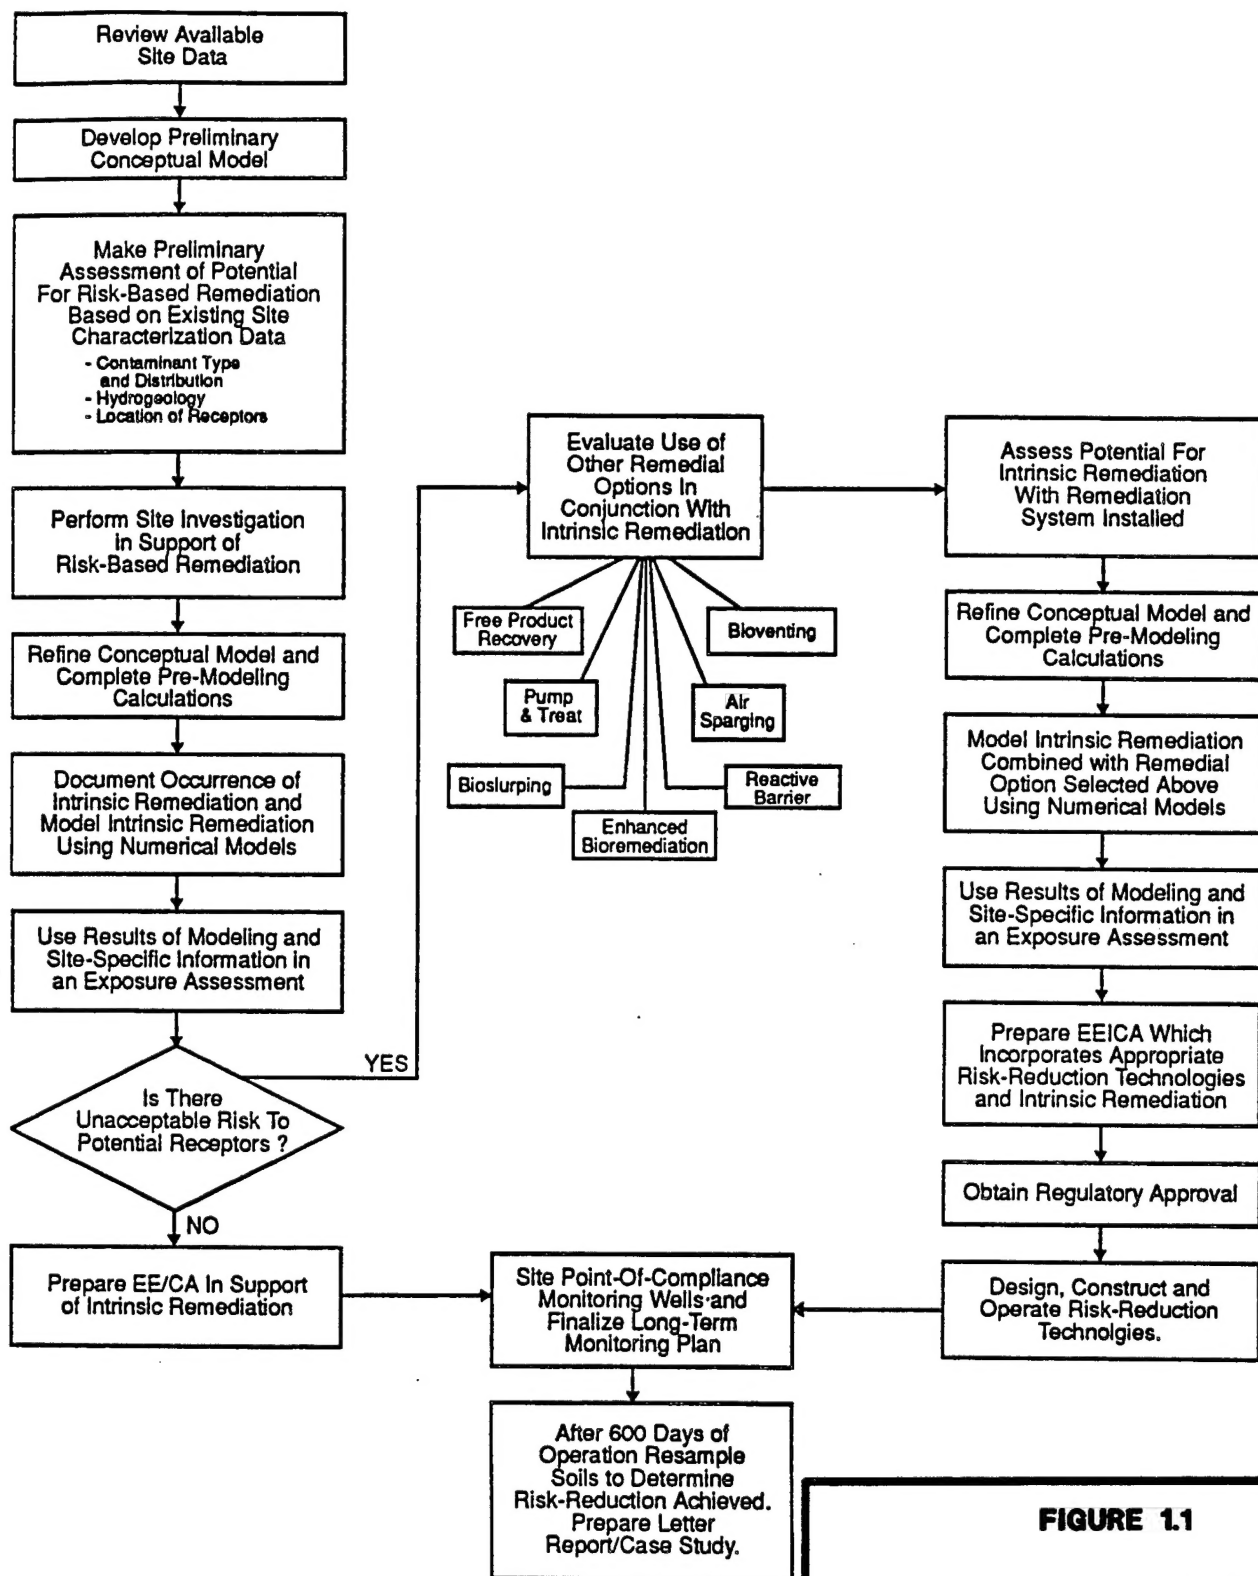 Review Available
Site Data
Develop Preliminary
Conceptual Model
Make Preliminary
Assessment of Potential
For Risk-Based Remediation
Based on Existing Site
Characterization Data
- Contaminant Type
and Distribution
- Hydrogeology
- Location of Receptors
Perform Site Investigation
in Support of
Risk-Based Remediation
Refine Conceptual Model and
Complete Pre-Modeling
Calculations
Document Occurrence of
Intrinsic Remediation and
Model Intrinsic Remediation
Using Numerical Models
Use Results of Modeling and
Site-Specific Information in
an Exposure Assessment
Is There
Unacceptable Risk To
Potential Receptors ?
YES
NO
Prepare EE/CA In Support
of Intrinsic Remediation
Evaluate Use of
Other Remedial
Options In
Conjunction With
Intrinsic Remediation
Free Product
Recovery
Bioventing
Pump
& Treat
Air
Sparging
Bioslurping
Reactive
Barrier
Enhanced
Bioremediation
Assess Potential For
Intrinsic Remediation
With Remediation
System Installed
Refine Conceptual Model and
Complete Pre-Modeling
Calculations
Model Intrinsic Remediation
Combined with Remedial
Option Selected Above
Using Numerical Models
Use Results of Modeling and
Site-Specific Information in
an Exposure Assessment
Prepare EEICA Which
Incorporates Appropriate
Risk-Reduction Technologies
and Intrinsic Remediation
Obtain Regulatory Approval
Design, Construct and
Operate Risk-Reduction
Technolgies.
Site Point-Of-Compliance
Monitoring Wells and
Finalize Long-Term
Monitoring Plan
After 600 Days of
Operation Resample
Soils to Determine
Risk-Reduction Achieved.
Prepare Letter
Report/Case Study.
FIGURE 1.1